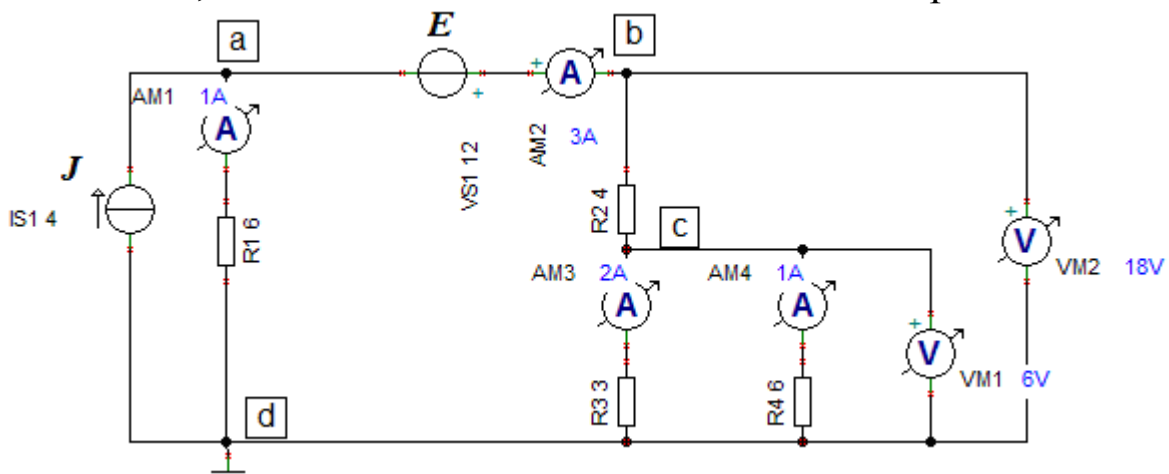 a
E
b
AM1 1A
A
A
AM2 3A
VS1 12
J
IS1 4
R1 6
R2 4
c
V
VM2 18V
AM3 2A
AM4 1A
A
A
V
VM1 6V
R3 3
R4 6
d